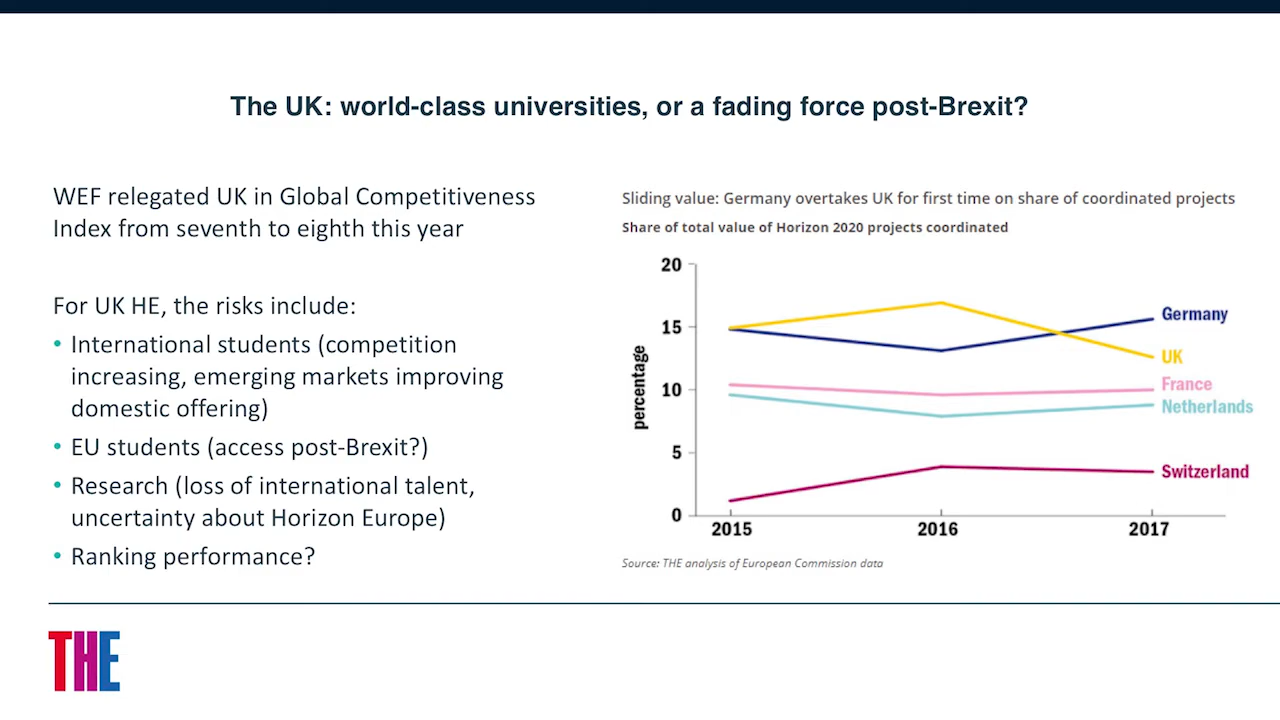 The UK: world-class universities, or a fading force post-Brexit?
WEF relegated UK in Global Competitiveness
Index from seventh to eighth this year
For UK HE, the risks include:
• International students (competition
increasing, emerging markets improving
domestic offering)
• EU students (access post-Brexit?)
• Research (loss of international talent,
uncertainty about Horizon Europe)
• Ranking performance?
Sliding value: Germany overtakes UK for first time on share of coordinated projects
Share of total value of Horizon 2020 projects coordinated
percentage
20
15
10
5
0
2015 2016 2017
Germany
UK
France
Netherlands
Switzerland
Source: THE analysis of European Commission data
THE